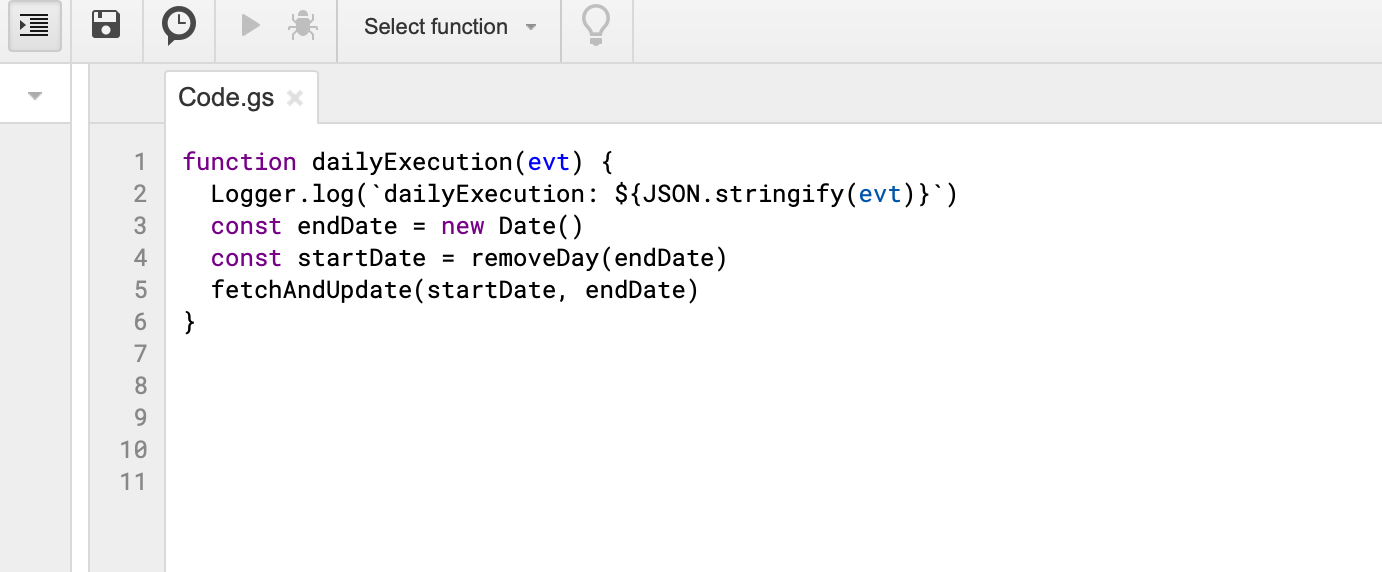 Select function
Code.gs
1 function dailyExecution(evt) {
2 Logger.log(`dailyExecution: ${JSON.stringify(evt)}`)
3 const endDate = new Date()
4 const startDate = removeDay(endDate)
5 fetchAndUpdate(startDate, endDate)
6 }
7
8
9
10
11